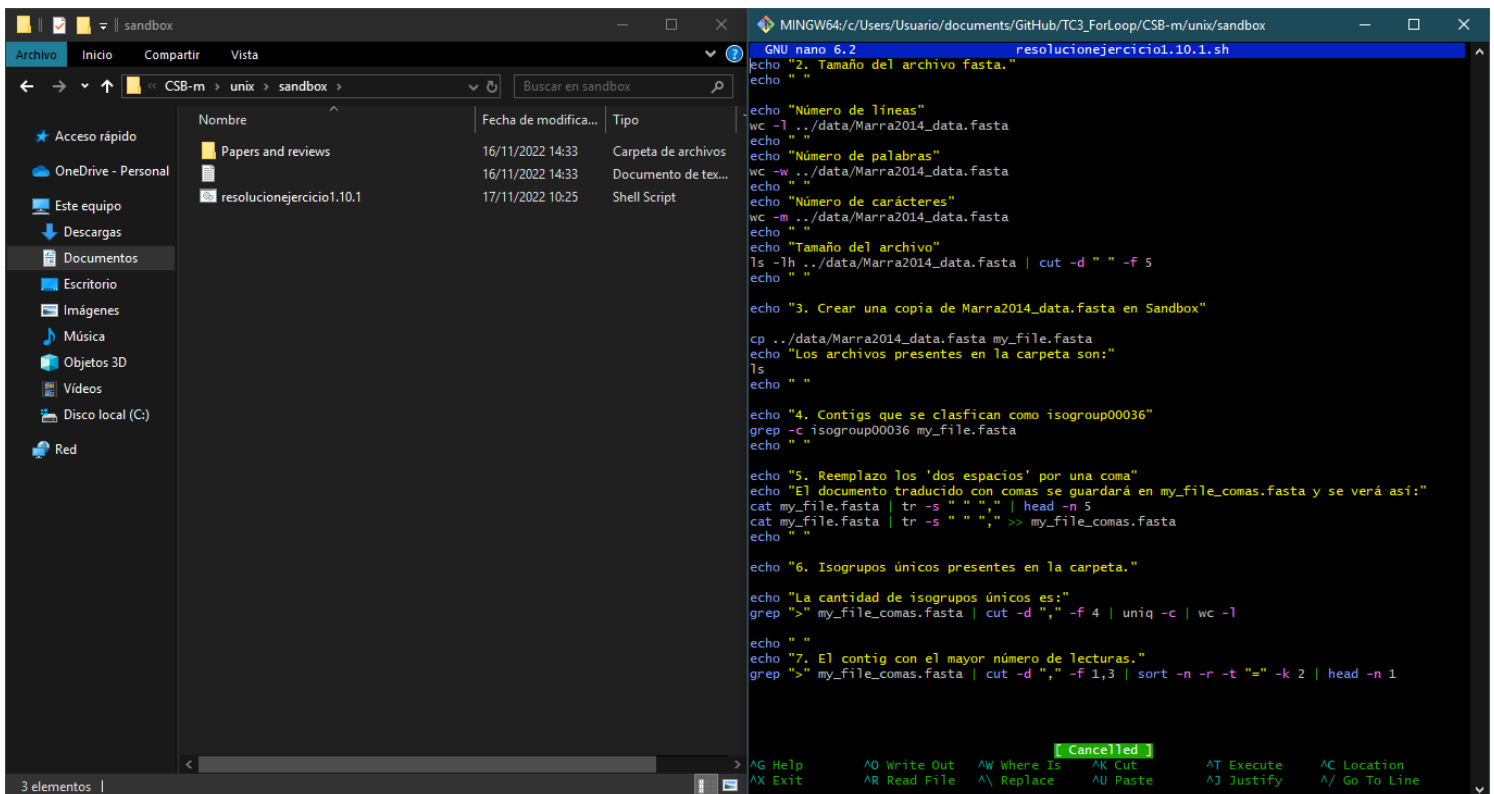 sandbox
Archivo Inicio Compartir Vista
CSB-m › unix › sandbox ›
Buscar en sandbox
Acceso rápido
OneDrive - Personal
Este equipo
Descargas
Documentos
Escritorio
Imágenes
Música
Objetos 3D
Vídeos
Disco local (C:)
Red
Nombre Fecha de modifica... Tipo
Papers and reviews 16/11/2022 14:33 Carpeta de archivos
16/11/2022 14:33 Documento de tex...
resolucionejercicio1.10.1 17/11/2022 10:25 Shell Script
3 elementos
MINGW64:/c/Users/Usuario/documents/GitHub/TC3_ForLoop/CSB-m/unix/sandbox
GNU nano 6.2 resolucionejercicio1.10.1.sh
echo "2. Tamaño del archivo fasta."
echo " "
echo "Número de líneas"
wc -l ../data/Marra2014_data.fasta
echo " "
echo "Número de palabras"
wc -w ../data/Marra2014_data.fasta
echo " "
echo "Número de carácteres"
wc -m ../data/Marra2014_data.fasta
echo " "
echo "Tamaño del archivo"
ls -lh ../data/Marra2014_data.fasta | cut -d " " -f 5
echo " "
echo "3. Crear una copia de Marra2014_data.fasta en Sandbox"
cp ../data/Marra2014_data.fasta my_file.fasta
echo "Los archivos presentes en la carpeta son:"
ls
echo " "
echo "4. Contigs que se clasfican como isogroup00036"
grep -c isogroup00036 my_file.fasta
echo " "
echo "5. Reemplazo los 'dos espacios' por una coma"
echo "El documento traducido con comas se guardará en my_file_comas.fasta y se verá así:"
cat my_file.fasta | tr -s " " "," | head -n 5
cat my_file.fasta | tr -s " " "," >> my_file_comas.fasta
echo " "
echo "6. Isogrupos únicos presentes en la carpeta."
echo "La cantidad de isogrupos únicos es:"
grep ">" my_file_comas.fasta | cut -d "," -f 4 | uniq -c | wc -l
echo " "
echo "7. El contig con el mayor número de lecturas."
grep ">" my_file_comas.fasta | cut -d "," -f 1,3 | sort -n -r -t "=" -k 2 | head -n 1
[ Cancelled ]
^G Help ^O Write Out ^W Where Is ^K Cut ^T Execute ^C Location
^X Exit ^R Read File ^\ Replace ^U Paste ^J Justify ^/ Go To Line